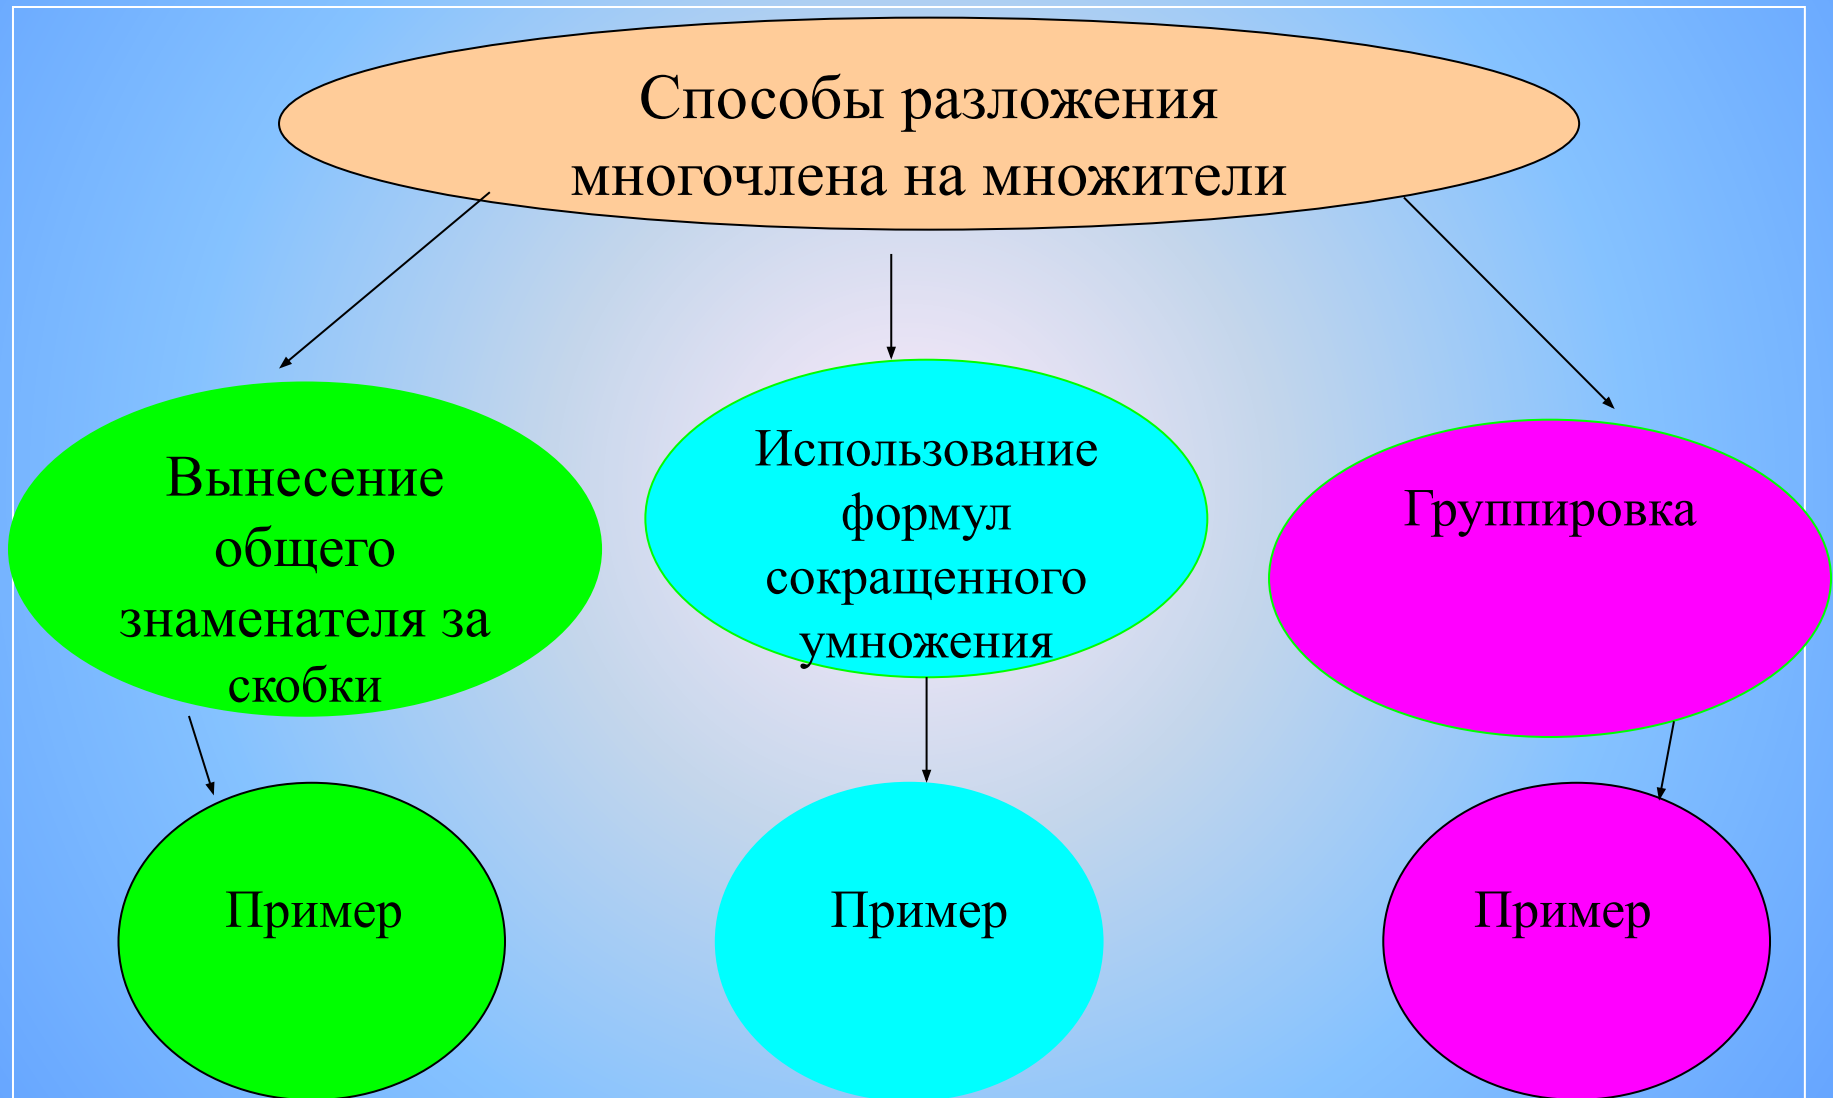 Способы разложения
многочлена на множители
Вынесение
общего
знаменателя за
скобки
Использование
формул
сокращенного
умножения
Группировка
Пример
Пример
Пример